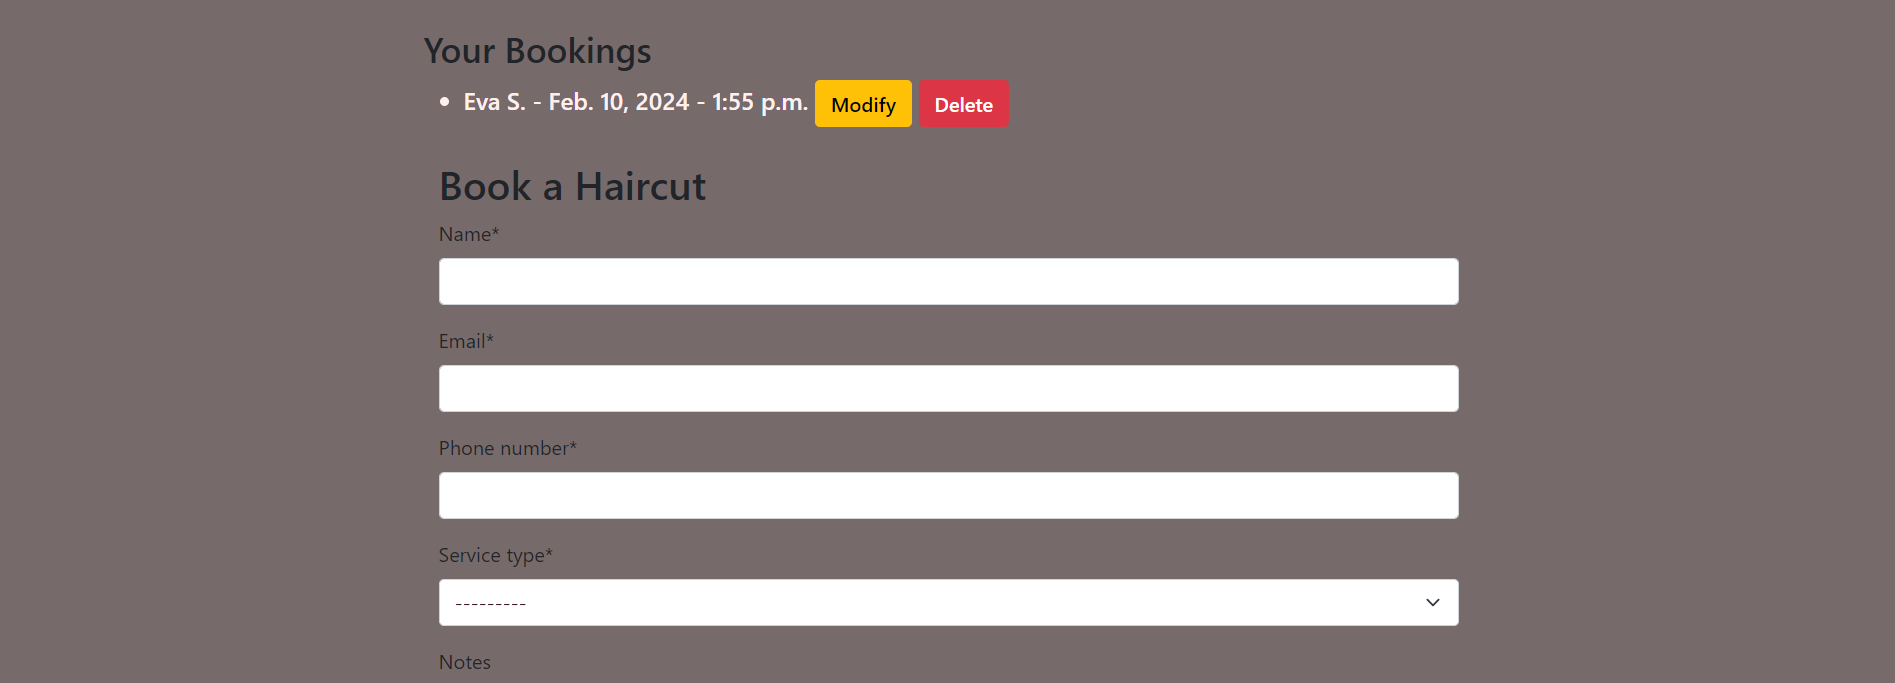 Your Bookings
Eva S. - Feb. 10, 2024 - 1:55 p.m. Modify Delete
Book a Haircut
Name*
Email*
Phone number*
Service type*
---------
Notes